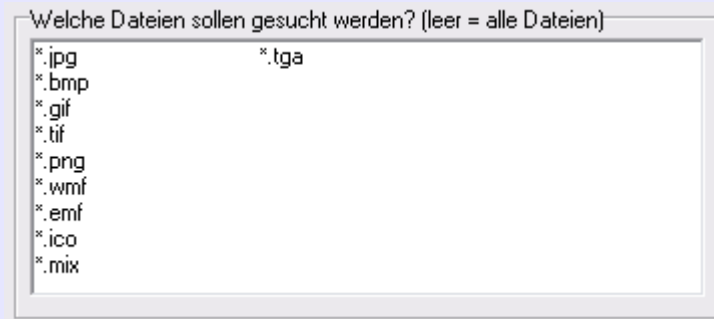 Welche Dateien sollen gesucht werden? (leer = alle Dateien)
*.jpg
*.bmp
*.gif
*.tif
*.png
*.wmf
*.emf
*.ico
*.mix
*.tga